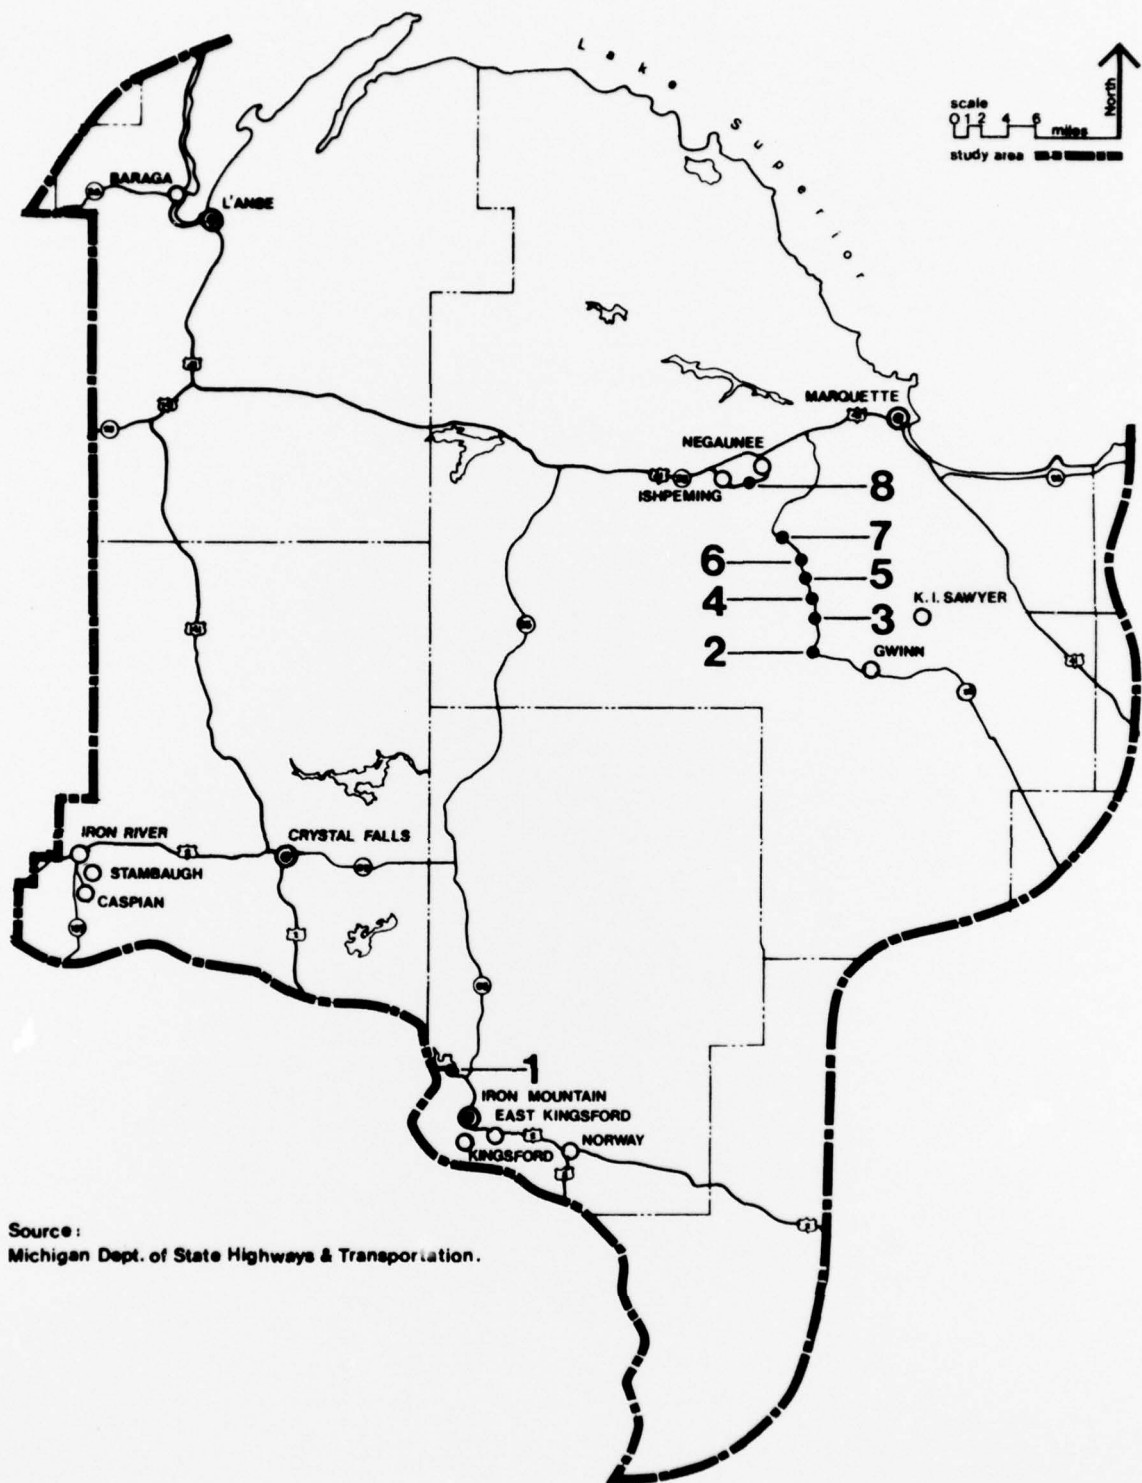 Lake Superior
North
scale
0 1 2 4 6
miles
study area
BARAGA
L'ANSE
MARQUETTE
NEGAUNEE
ISHPEMING
8
7
6
5
4
K. I. SAWYER
3
2
GWINN
IRON RIVER
CRYSTAL FALLS
STAMBAUGH
CASPIAN
1
IRON MOUNTAIN
EAST KINGSFORD
KINGSFORD
NORWAY
2
Source:
Michigan Dept. of State Highways & Transportation.